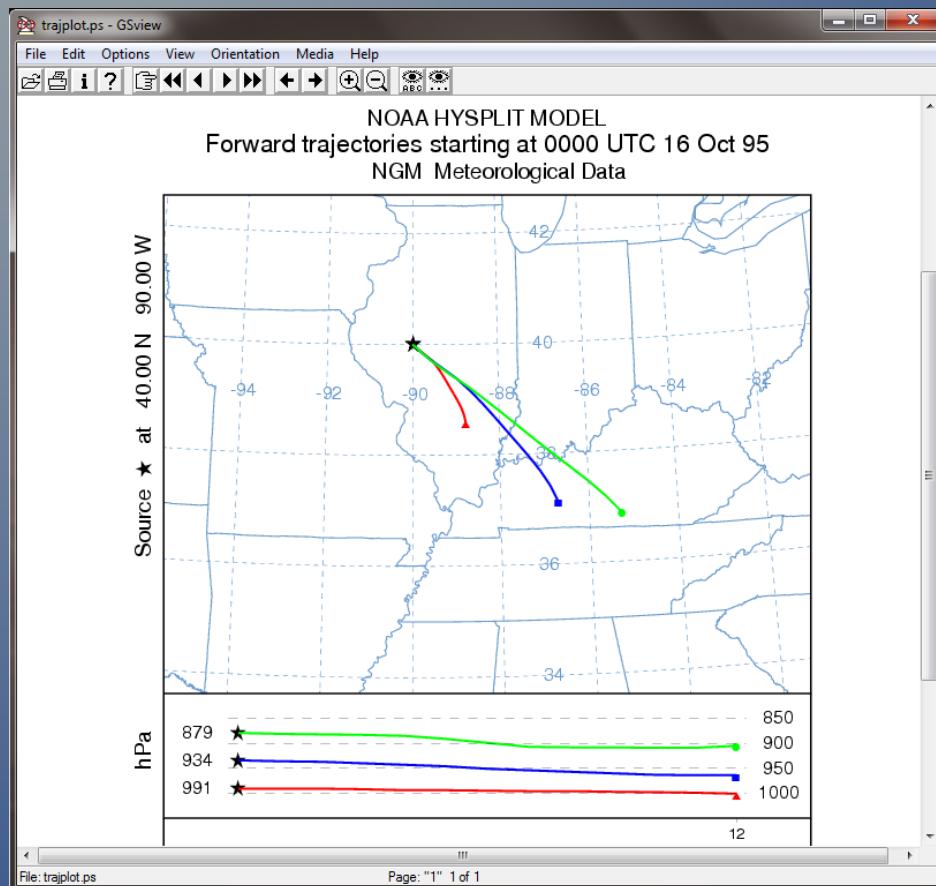 trajplot.ps - GSview
File Edit Options View Orientation Media Help
ABC
NOAA HYSPLIT MODEL
Forward trajectories starting at 0000 UTC 16 Oct 95
NGM Meteorological Data
Source ★ at 40.00 N 90.00 W
42
40
-94 -92 -90 -88 -86 -84 -82
38
36
34
hPa
879
934
991
850
900
950
1000
12
File: trajplot.ps Page: "1" 1 of 1